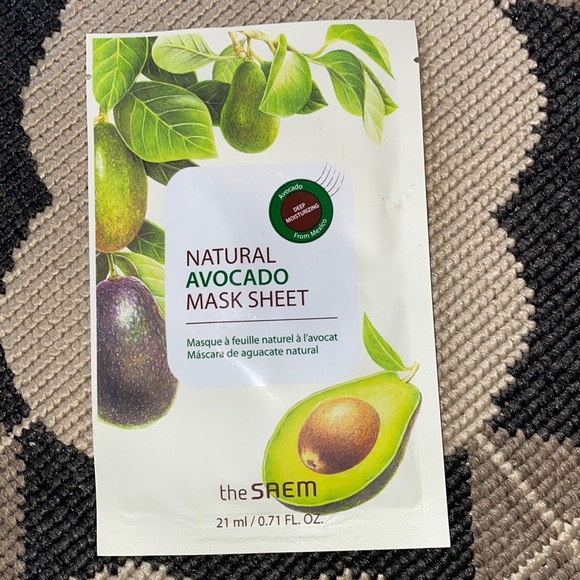 Avocado
DEEP
MOISTURIZING
From Mexico
NATURAL
AVOCADO
MASK SHEET
Masque à feuille naturel à l'avocat
Máscara de aguacate natural
the SAEM
21 ml / 0.71 FL. OZ.